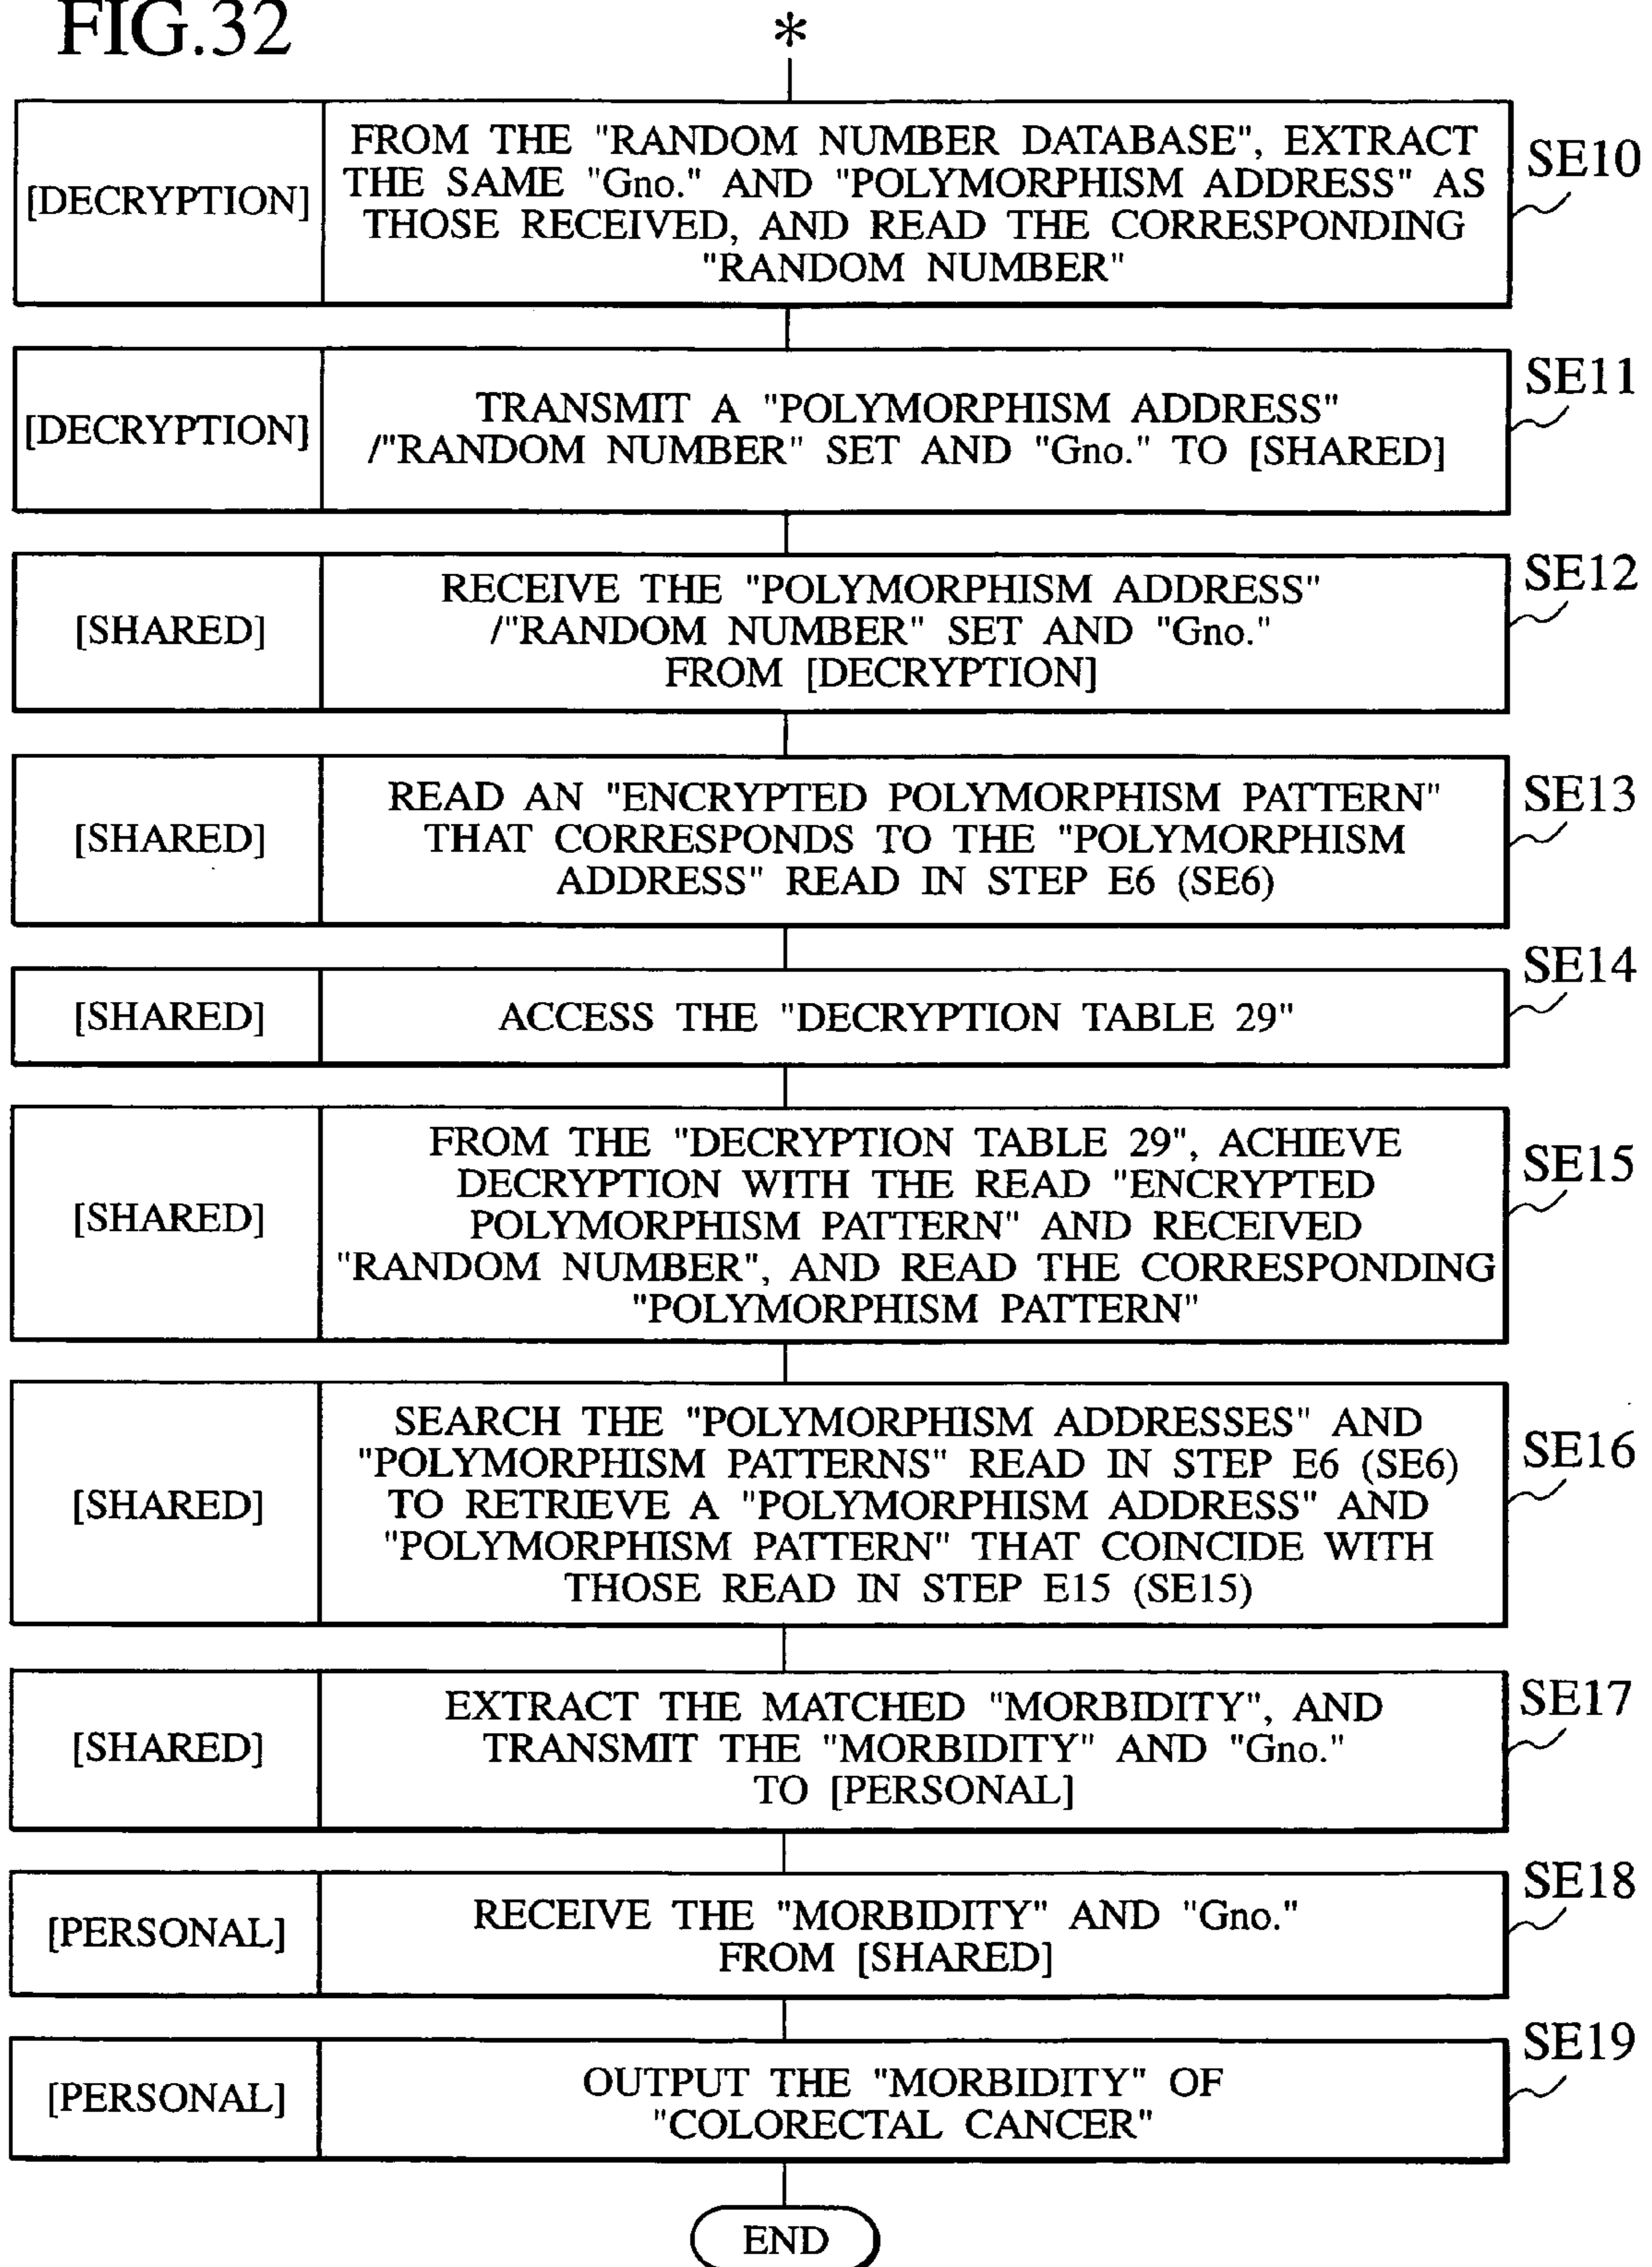 FIG.32
*
[DECRYPTION]
FROM THE "RANDOM NUMBER DATABASE", EXTRACT
THE SAME "Gno." AND "POLYMORPHISM ADDRESS" AS
THOSE RECEIVED, AND READ THE CORRESPONDING
"RANDOM NUMBER"
SE10
[DECRYPTION]
TRANSMIT A "POLYMORPHISM ADDRESS"
/"RANDOM NUMBER" SET AND "Gno." TO [SHARED]
SE11
[SHARED]
RECEIVE THE "POLYMORPHISM ADDRESS"
/"RANDOM NUMBER" SET AND "Gno."
FROM [DECRYPTION]
SE12
[SHARED]
READ AN "ENCRYPTED POLYMORPHISM PATTERN"
THAT CORRESPONDS TO THE "POLYMORPHISM
ADDRESS" READ IN STEP E6 (SE6)
SE13
[SHARED]
ACCESS THE "DECRYPTION TABLE 29"
SE14
[SHARED]
FROM THE "DECRYPTION TABLE 29", ACHIEVE
DECRYPTION WITH THE READ "ENCRYPTED
POLYMORPHISM PATTERN" AND RECEIVED
"RANDOM NUMBER", AND READ THE CORRESPONDING
"POLYMORPHISM PATTERN"
SE15
[SHARED]
SEARCH THE "POLYMORPHISM ADDRESSES" AND
"POLYMORPHISM PATTERNS" READ IN STEP E6 (SE6)
TO RETRIEVE A "POLYMORPHISM ADDRESS" AND
"POLYMORPHISM PATTERN" THAT COINCIDE WITH
THOSE READ IN STEP E15 (SE15)
SE16
[SHARED]
EXTRACT THE MATCHED "MORBIDITY", AND
TRANSMIT THE "MORBIDITY" AND "Gno."
TO [PERSONAL]
SE17
[PERSONAL]
RECEIVE THE "MORBIDITY" AND "Gno."
FROM [SHARED]
SE18
[PERSONAL]
OUTPUT THE "MORBIDITY" OF
"COLORECTAL CANCER"
SE19
END